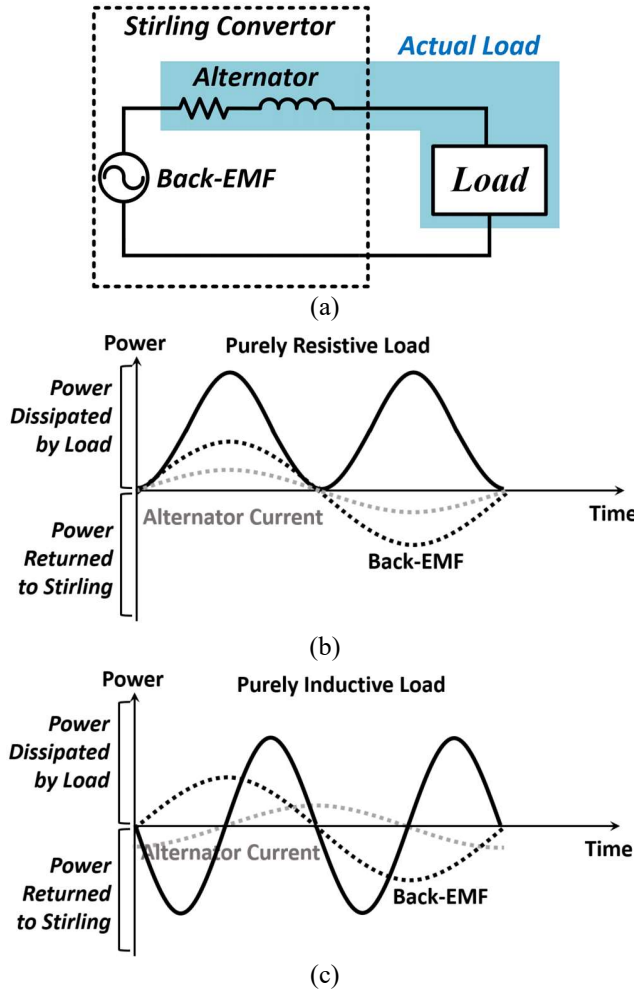 Stirling Convertor
Actual Load
Alternator
Back-EMF
Load
(a)
Power
Purely Resistive Load
Power
Dissipated
by Load
Alternator Current
Time
Power
Returned
to Stirling
Back-EMF
(b)
Power
Purely Inductive Load
Power
Dissipated
by Load
Alternator Current
Time
Power
Returned
to Stirling
Back-EMF
(c)